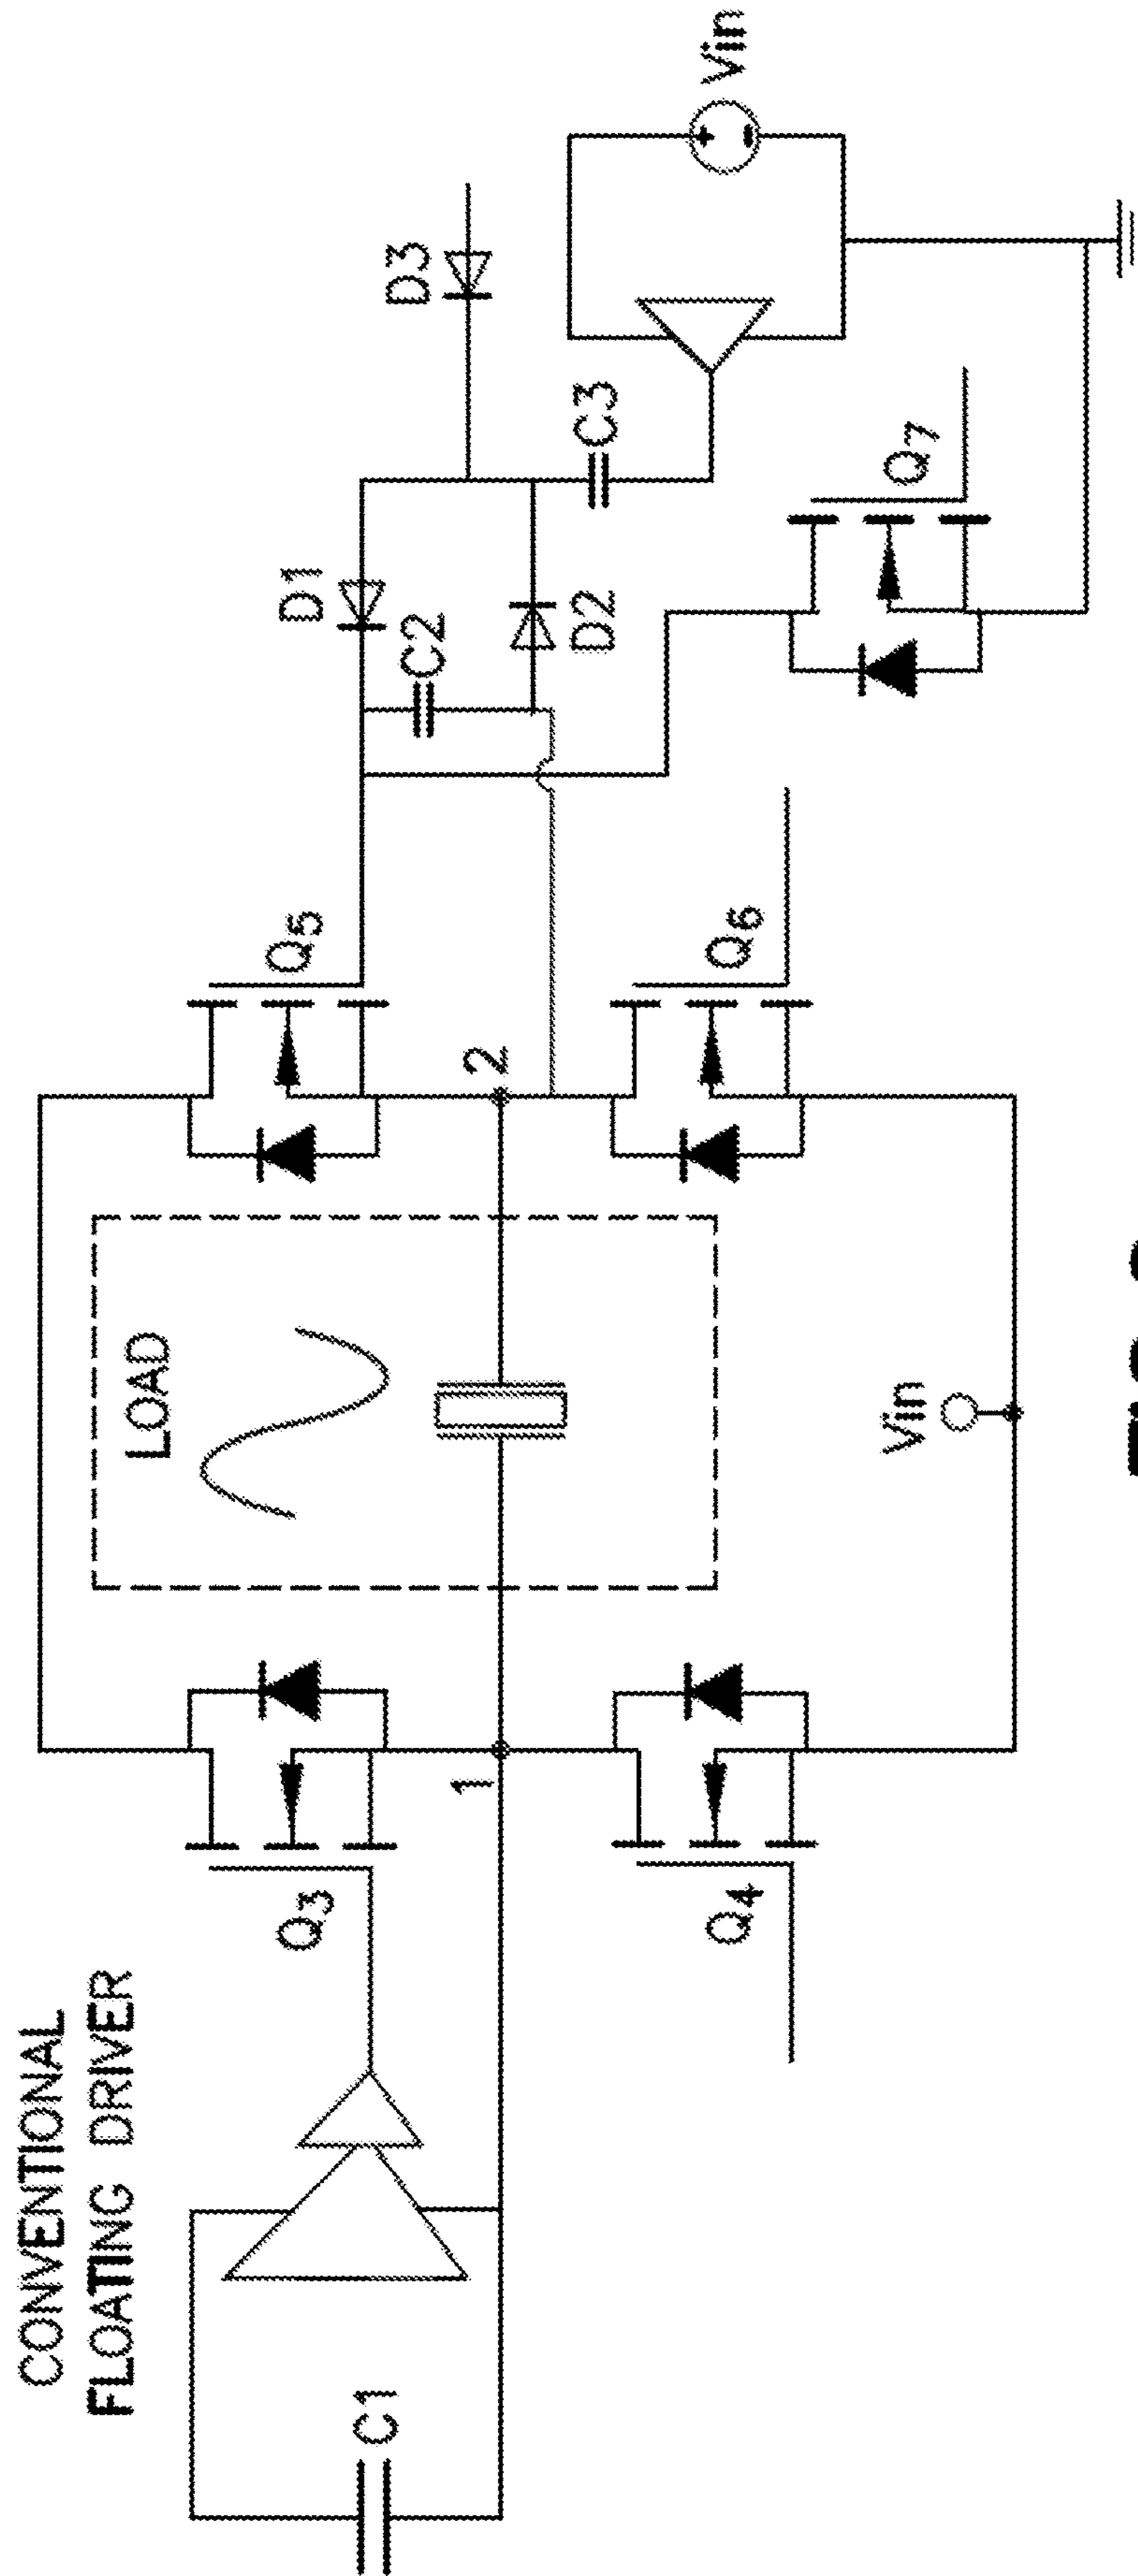 CONVENTIONAL
FLOATING DRIVER
C1
Q3
Q4
1
LOAD
Vin
2
Q5
Q6
C2
D1
D2
Q7
C3
D3
Vin
+
-